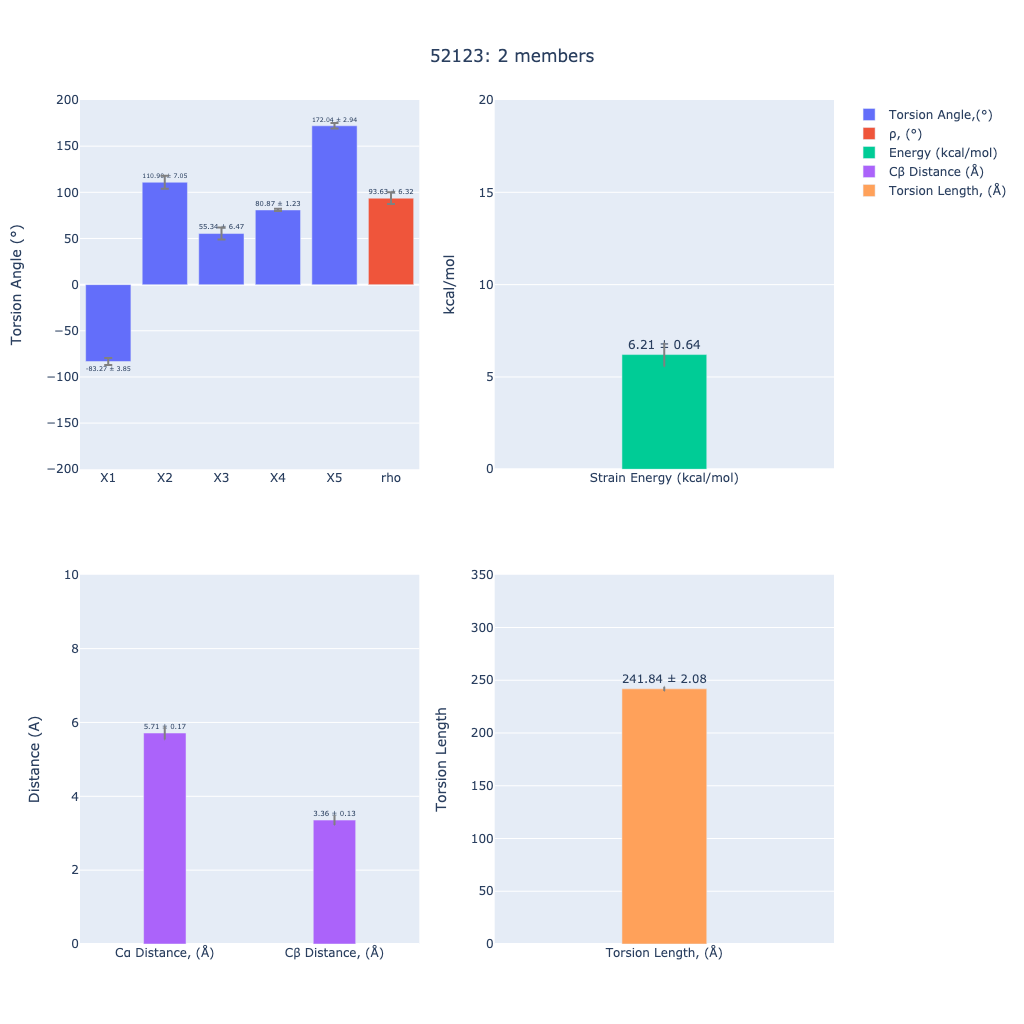 52123: 2 members
Torsion Angle (°)
200
150
100
50
0
−50
−100
−150
−200
-83.27 ± 3.85
55.34 ± 6.47
80.87 ± 1.23
172.04 ± 2.94
93.63 ± 6.32
X1 X2 X3 X4 X5 rho
kcal/mol
20
15
10
5
0
6.21 ± 0.64
Strain Energy (kcal/mol)
Torsion Angle,(°)
ρ, (°)
Energy (kcal/mol)
Cβ Distance (Å)
Torsion Length, (Å)
Distance (A)
10
8
6
4
2
0
5.71 ± 0.17
3.36 ± 0.13
Cα Distance, (Å) Cβ Distance, (Å)
Torsion Length
350
300
250
200
150
100
50
0
241.84 ± 2.08
Torsion Length, (Å)